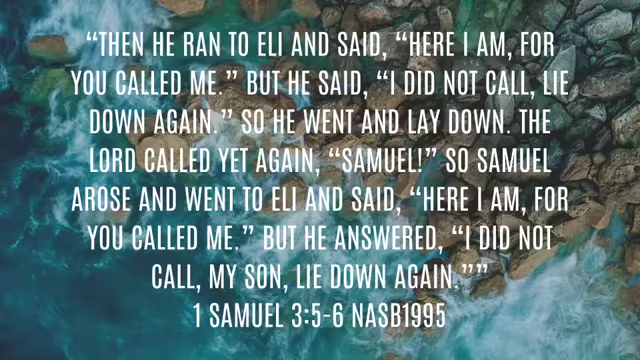 “THEN HE RAN TO ELI AND SAID, “HERE I AM, FOR
YOU CALLED ME.” BUT HE SAID, “I DID NOT CALL, LIE
DOWN AGAIN.” SO HE WENT AND LAY DOWN. THE
LORD CALLED YET AGAIN, “SAMUEL!” SO SAMUEL
AROSE AND WENT TO ELI AND SAID, “HERE I AM, FOR
YOU CALLED ME.” BUT HE ANSWERED, “I DID NOT
CALL, MY SON, LIE DOWN AGAIN.””
1 SAMUEL 3:5-6 NASB1995